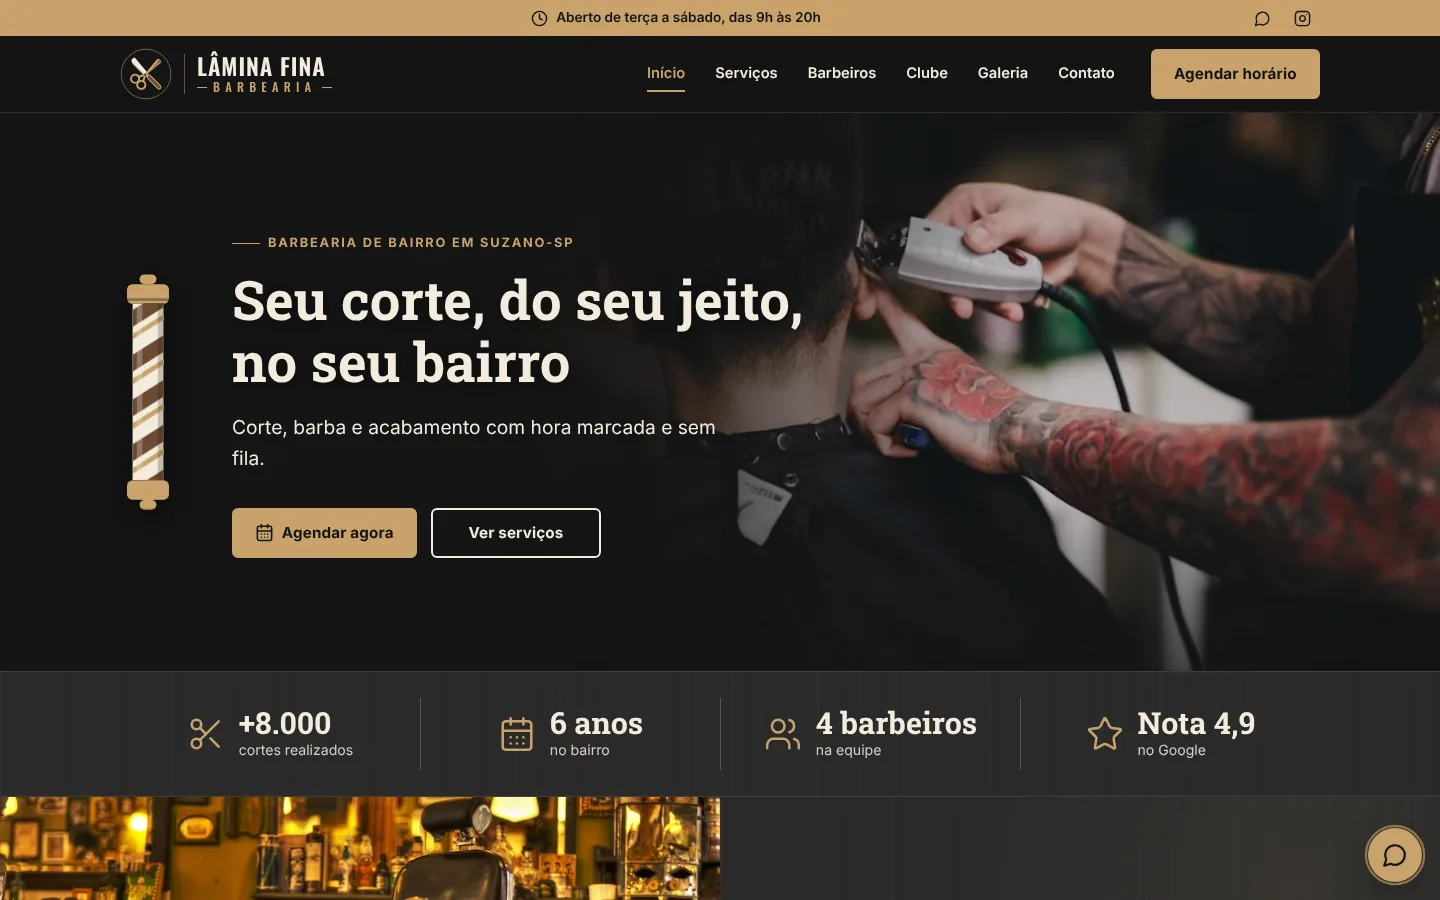 Aberto de terça a sábado, das 9h às 20h
LÂMINA FINA
BARBEARIA
Início
Serviços
Barbeiros
Clube
Galeria
Contato
Agendar horário
BARBEARIA DE BAIRRO EM SUZANO-SP
Seu corte, do seu jeito,
no seu bairro
Corte, barba e acabamento com hora marcada e sem
fila.
Agendar agora
Ver serviços
+8.000
cortes realizados
6 anos
no bairro
4 barbeiros
na equipe
Nota 4,9
no Google